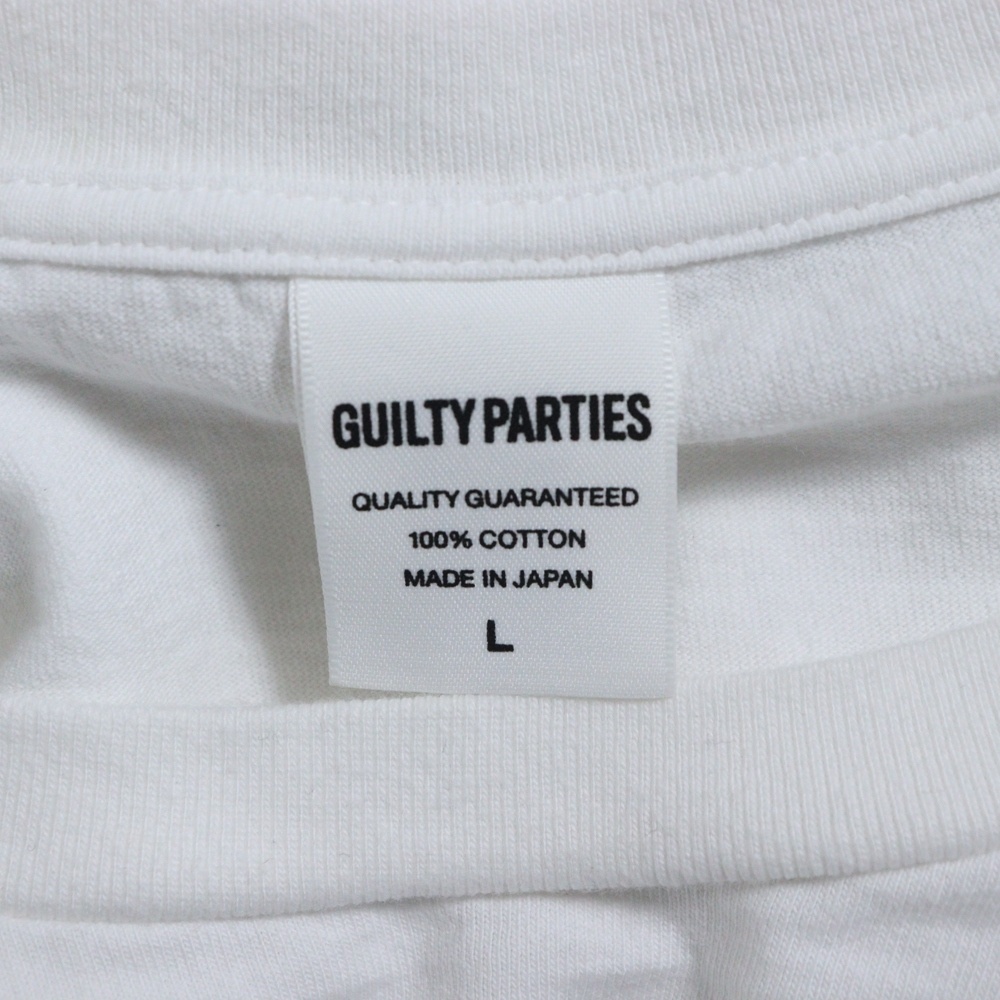 GUILTY PARTIES
QUALITY GUARANTEED
100% COTTON
MADE IN JAPAN
L